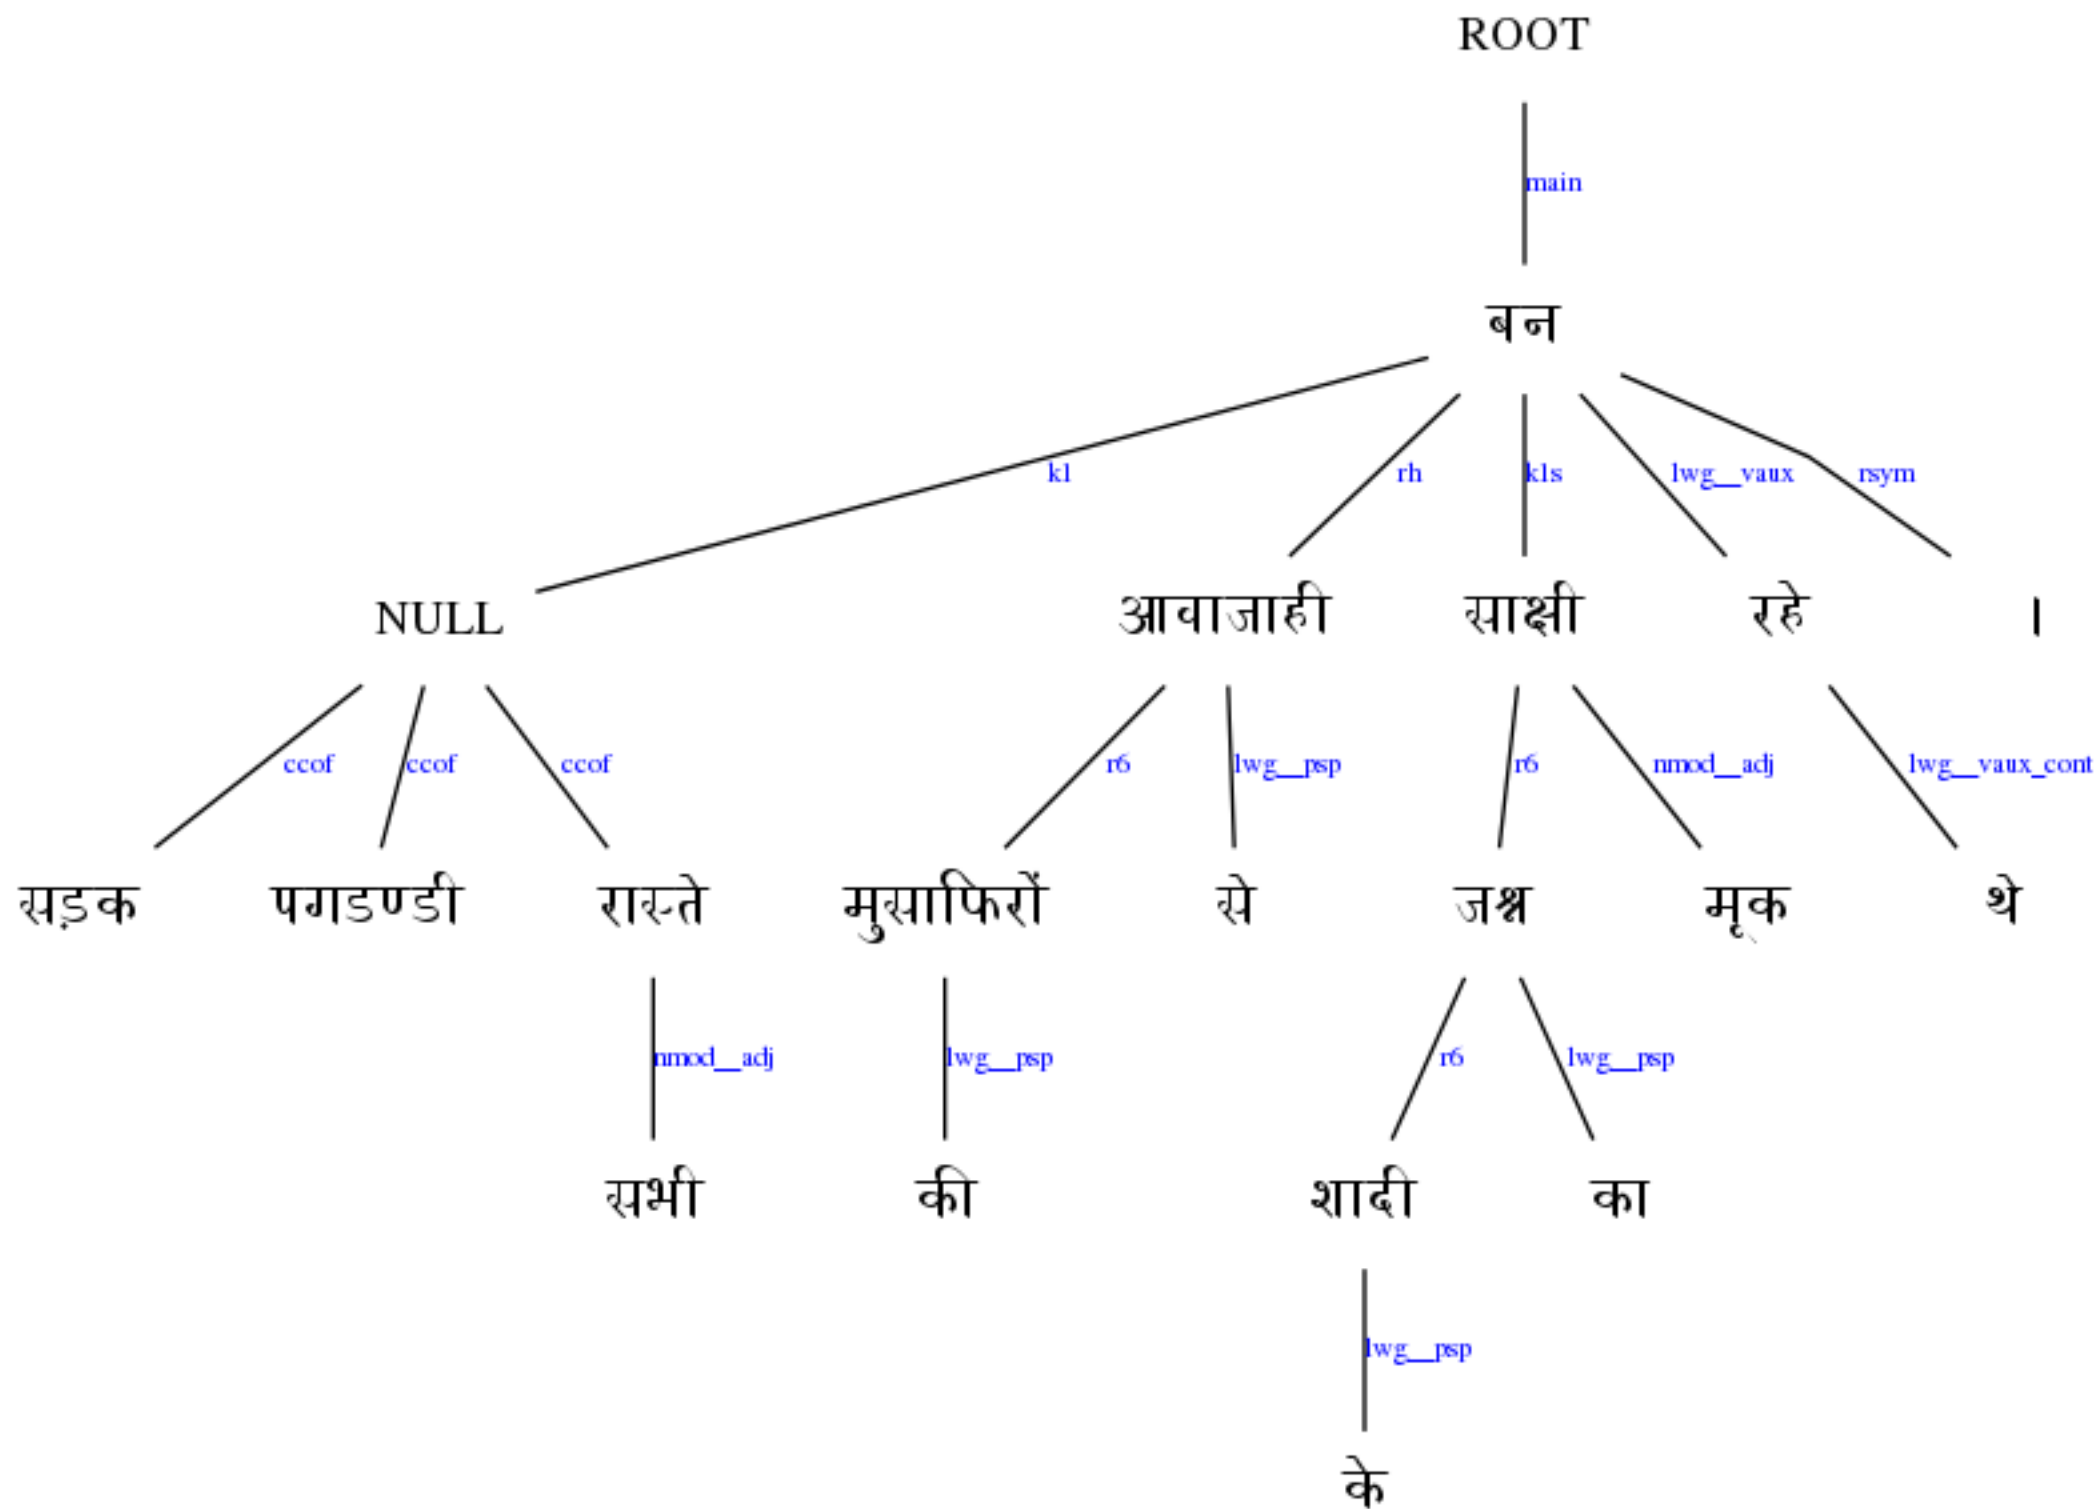 ROOT
main
बन
k1 rh k1s lwg__vaux rsym
NULL आवाजाही साक्षी रहे ।
ccof ccof ccof r6 lwg__psp r6 nmod__adj lwg__vaux_cont
सड़क पगडण्डी रास्ते मुसाफिरों से जश्न मूक थे
nmod__adj lwg__psp r6 lwg__psp
सभी की शादी का
lwg__psp
के